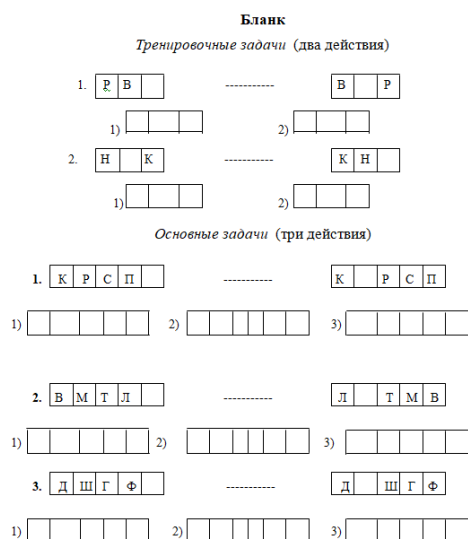 Бланк
Тренировочные задачи (два действия)
1. Р В ----------- В Р
1) 2)
2. Н К ----------- К Н
1) 2)
Основные задачи (три действия)
1. К Р С П ----------- К Р С П
1) 2) 3)
2. В М Т Л ----------- Л Т М В
1) 2) 3)
3. Д Ш Г Ф ----------- Д Ш Г Ф
1) 2) 3)